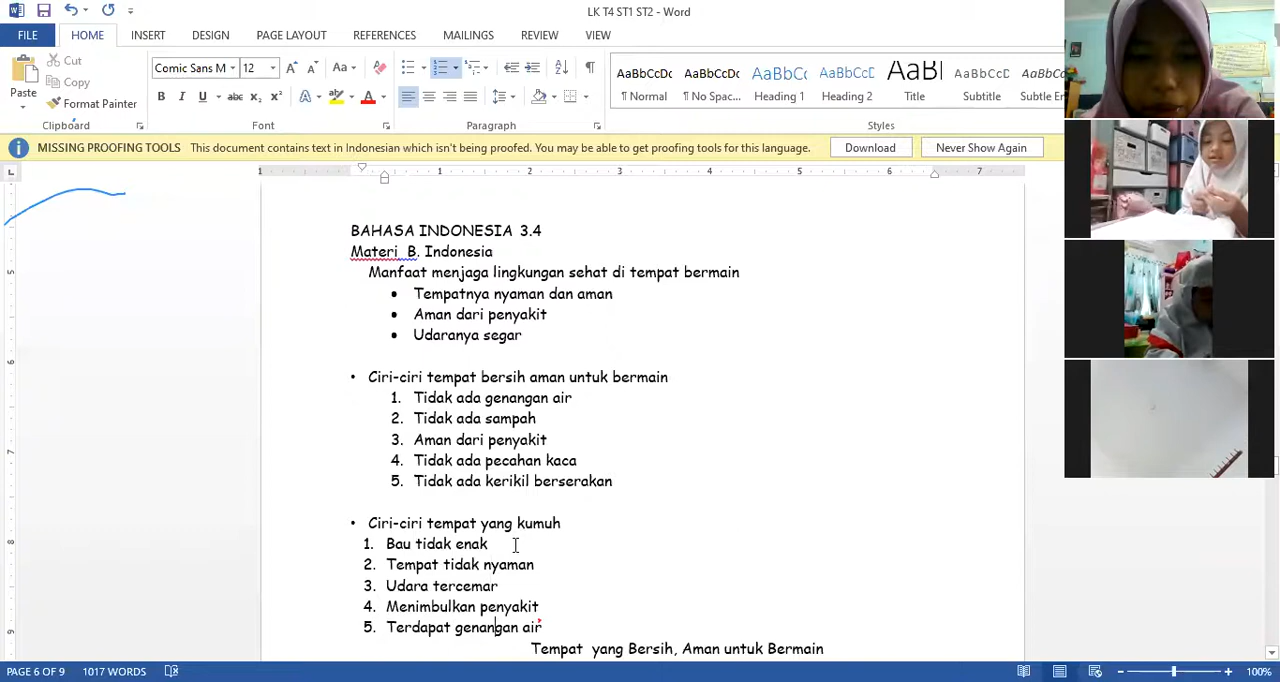 LK T4 ST1 ST2 - Word
FILE HOME INSERT DESIGN PAGE LAYOUT REFERENCES MAILINGS REVIEW VIEW
Paste
Cut
Copy
Format Painter
Clipboard
Comic Sans M 12
Font
Paragraph
AaBbCcDc AaBbCcDc AaBbCc AaBbCcC AaBl AaBbCcD AaBbCcDc
¶ Normal ¶ No Spac... Heading 1 Heading 2 Title Subtitle Subtle Em
Styles
MISSING PROOFING TOOLS This document contains text in Indonesian which isn't being proofed. You may be able to get proofing tools for this language. Download Never Show Again
BAHASA INDONESIA 3.4
Materi B. Indonesia
Manfaat menjaga lingkungan sehat di tempat bermain
• Tempatnya nyaman dan aman
• Aman dari penyakit
• Udaranya segar
• Ciri-ciri tempat bersih aman untuk bermain
1. Tidak ada genangan air
2. Tidak ada sampah
3. Aman dari penyakit
4. Tidak ada pecahan kaca
5. Tidak ada kerikil berserakan
• Ciri-ciri tempat yang kumuh
1. Bau tidak enak
2. Tempat tidak nyaman
3. Udara tercemar
4. Menimbulkan penyakit
5. Terdapat genangan air
Tempat yang Bersih, Aman untuk Bermain
PAGE 6 OF 9 1017 WORDS 100%